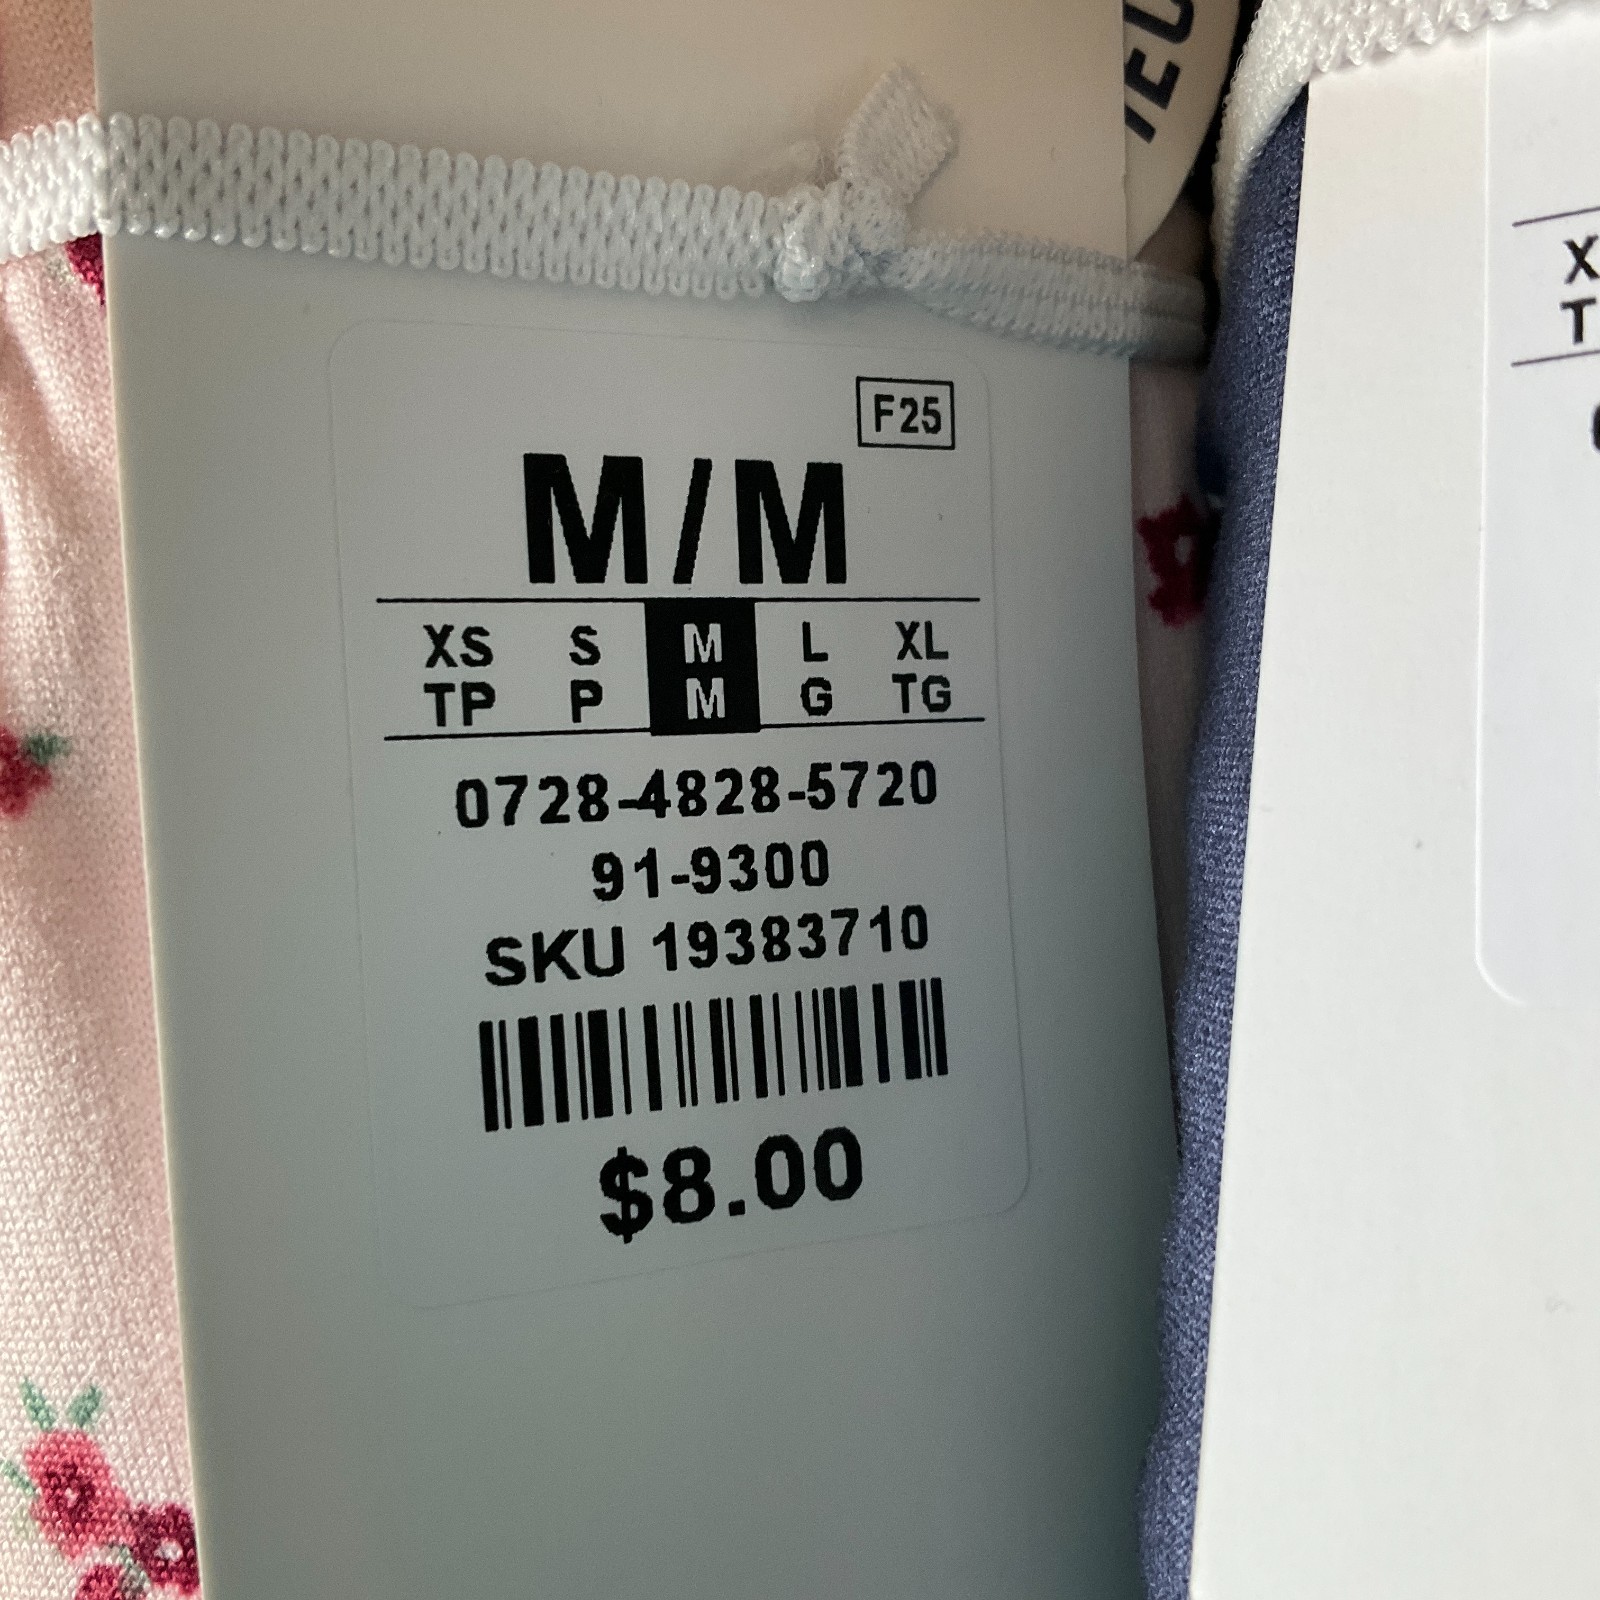 F25
M/M
XS S M L XL
TP P M G TG
0728-4828-5720
91-9300
SKU 19383710
$8.00
X
T